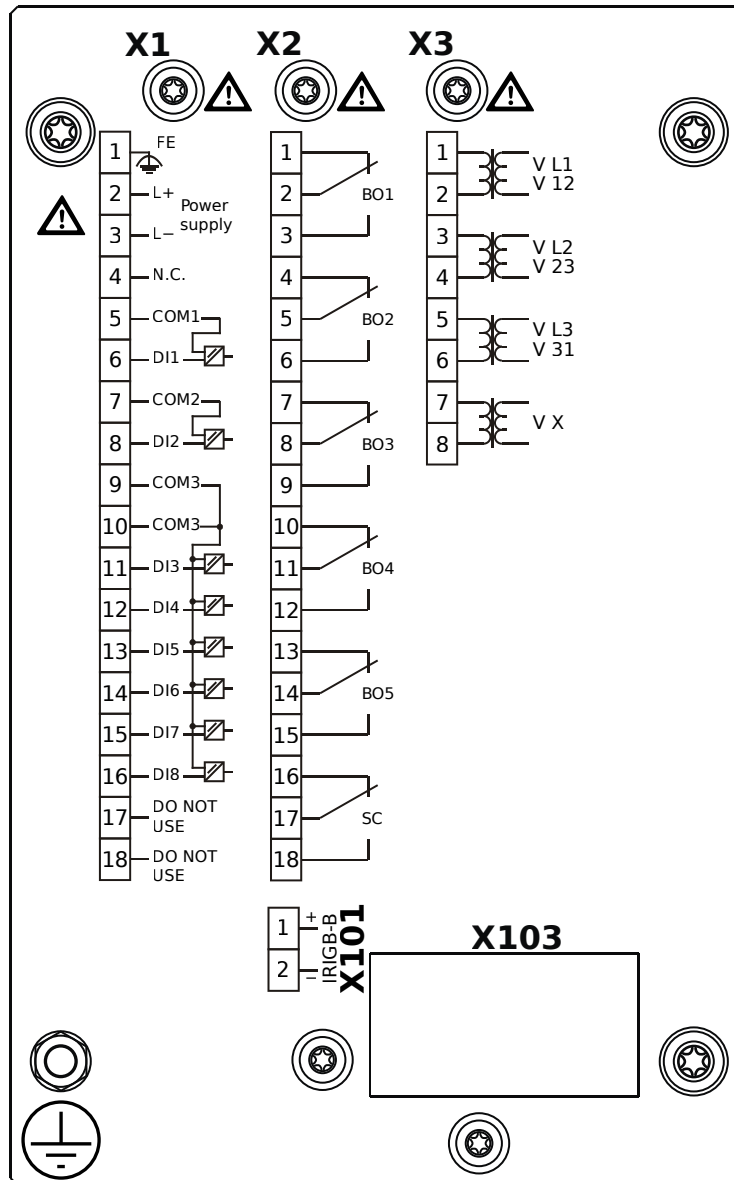 X1
X2
X3
1 FE
2 L+
Power
supply
3 L−
4 N.C.
5 COM1
6 DI1
7 COM2
8 DI2
9 COM3
10 COM3
11 DI3
12 DI4
13 DI5
14 DI6
15 DI7
16 DI8
17 DO NOT
USE
18 DO NOT
USE
1
2 BO1
3
4
5 BO2
6
7
8 BO3
9
10
11 BO4
12
13
14 BO5
15
16
17 SC
18
1 V L1
2 V 12
3 V L2
4 V 23
5 V L3
6 V 31
7 V X
8
1 +
2 −
IRIGB-B
X101
X103